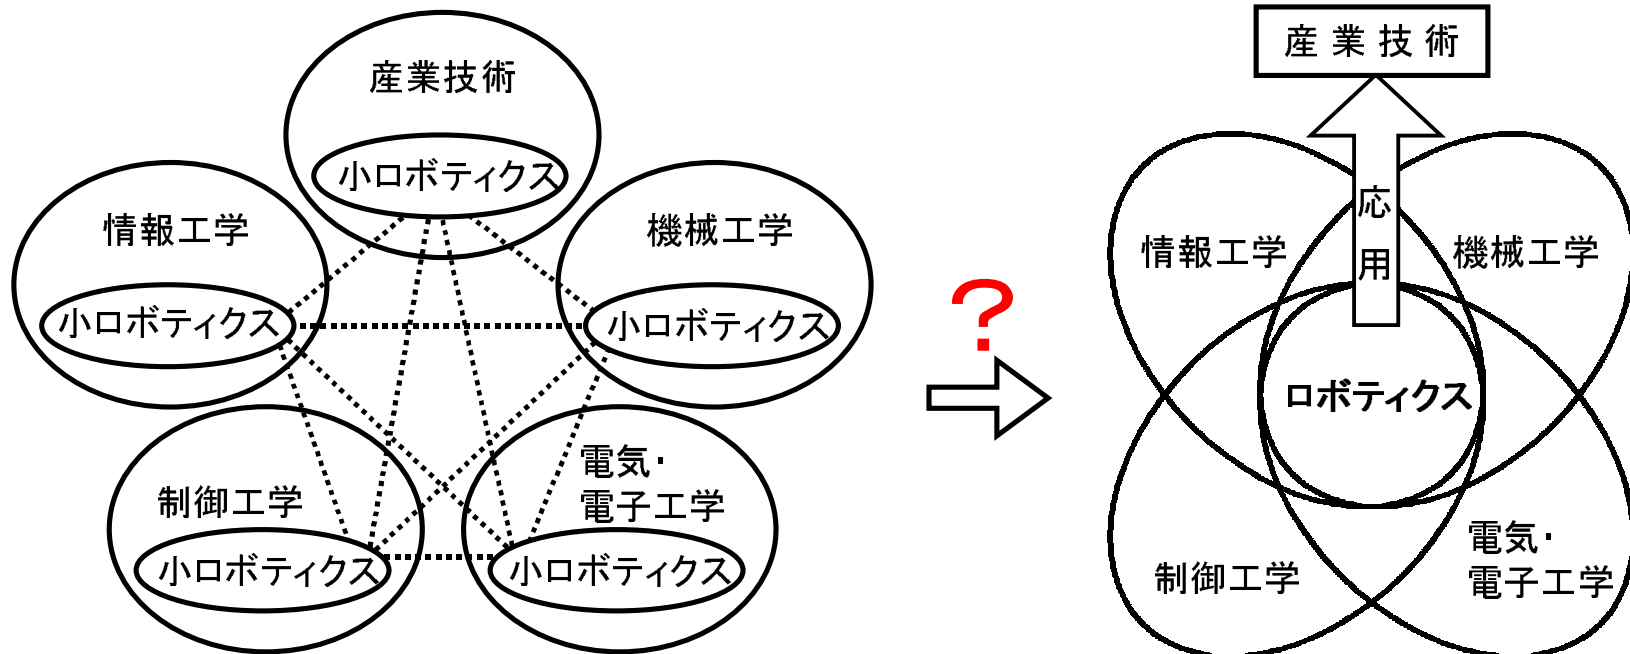 産業技術
小ロボティクス
情報工学
小ロボティクス
機械工学
小ロボティクス
制御工学
小ロボティクス
電気・
電子工学
小ロボティクス
?
産業技術
応
用
情報工学
機械工学
ロボティクス
制御工学
電気・
電子工学